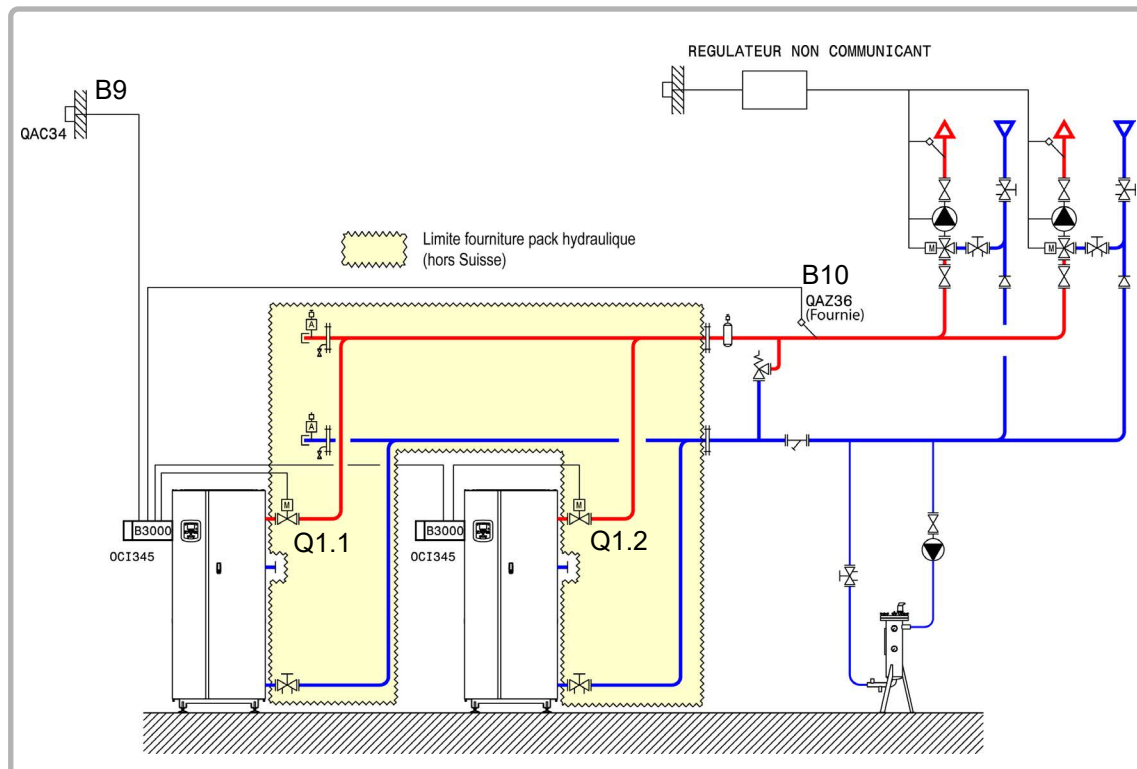 REGULATEUR NON COMMUNICANT
B9
QAC34
Limite fourniture pack hydraulique
(hors Suisse)
B10
QAZ36
(Fournie)
M
M
A
A
M
M
B3000
B3000
OCI345
OCI345
Q1.1
Q1.2